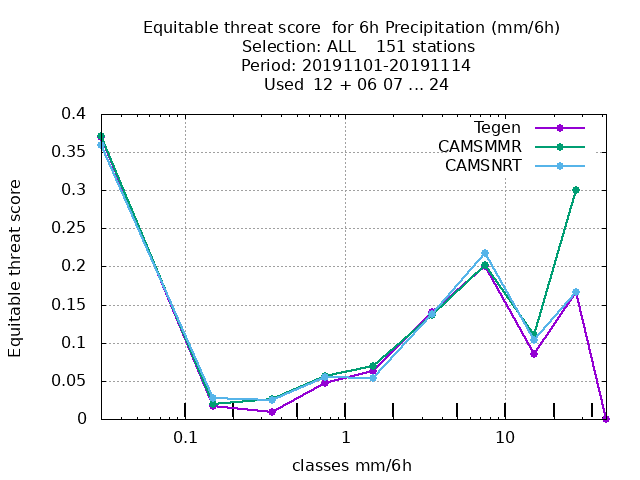 Equitable threat score  for 6h Precipitation (mm/6h)
Selection: ALL    151 stations
Period: 20191101-20191114
Used  12 + 06 07 ... 24
Tegen
CAMSMMR
CAMSNRT
Equitable threat score
0.4
0.35
0.3
0.25
0.2
0.15
0.1
0.05
0
0.1
1
10
classes mm/6h